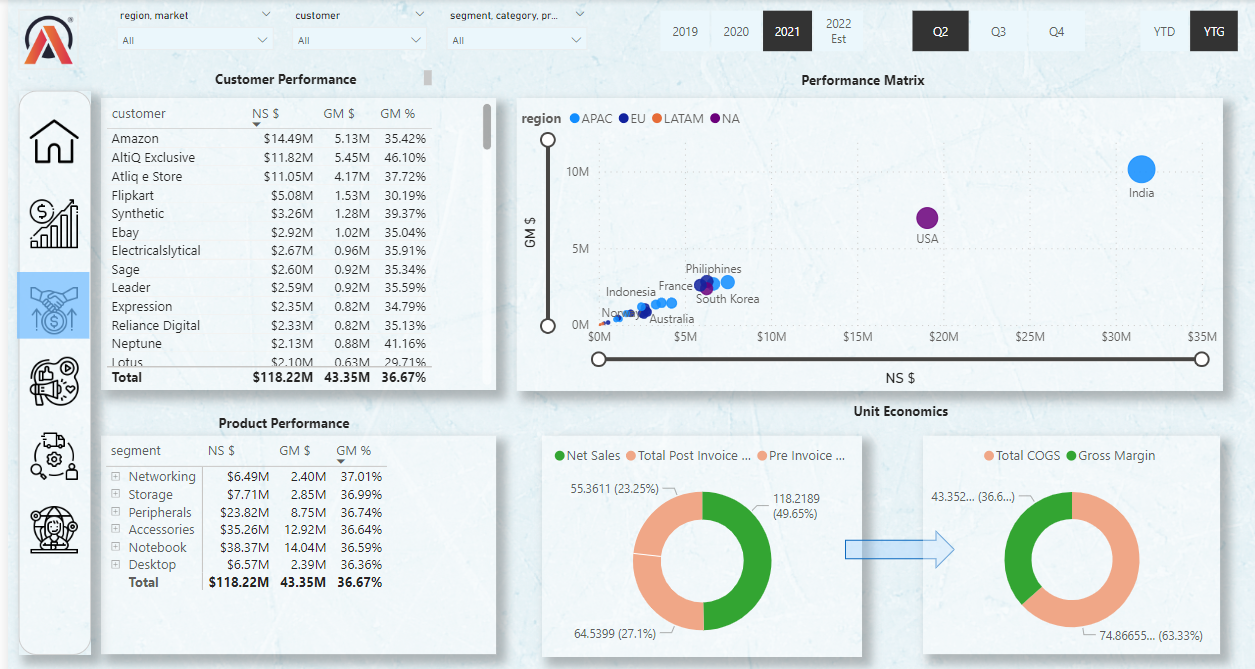 region, market
customer
segment, category, pr...
All
All
All
2019 2020 2021 2022 Est
Q2 Q3 Q4
YTD YTG
Customer Performance
customer NS $ GM $ GM %
Amazon $14.49M 5.13M 35.42%
AltiQ Exclusive $11.82M 5.45M 46.10%
Atliq e Store $11.05M 4.17M 37.72%
Flipkart $5.08M 1.53M 30.19%
Synthetic $3.26M 1.28M 39.37%
Ebay $2.92M 1.02M 35.04%
Electricalslytical $2.67M 0.96M 35.91%
Sage $2.60M 0.92M 35.34%
Leader $2.59M 0.92M 35.59%
Expression $2.35M 0.82M 34.79%
Reliance Digital $2.33M 0.82M 35.13%
Neptune $2.13M 0.88M 41.16%
Lotus $2.10M 0.63M 29.71%
Total $118.22M 43.35M 36.67%
Performance Matrix
region APAC EU LATAM NA
GM $
10M
5M
0M
India
USA
Philiphines
France
South Korea
Indonesia
Norway
Australia
$0M $5M $10M $15M $20M $25M $30M $35M
NS $
Product Performance
segment NS $ GM $ GM %
Networking $6.49M 2.40M 37.01%
Storage $7.71M 2.85M 36.99%
Peripherals $23.82M 8.75M 36.74%
Accessories $35.26M 12.92M 36.64%
Notebook $38.37M 14.04M 36.59%
Desktop $6.57M 2.39M 36.36%
Total $118.22M 43.35M 36.67%
Unit Economics
Net Sales Total Post Invoice ... Pre Invoice ...
55.3611 (23.25%)
118.2189
(49.65%)
64.5399 (27.1%)
Total COGS Gross Margin
43.352... (36.6...)
74.86655... (63.33%)